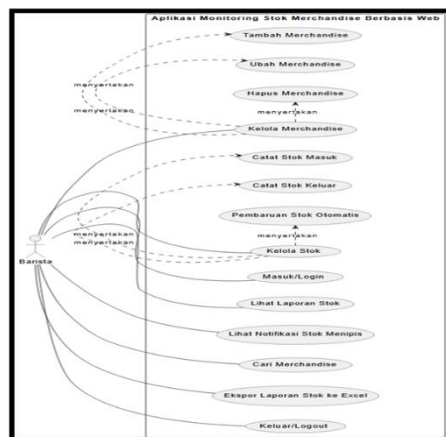 Aplikasi Monitoring Stok Merchandise Berbasis Web
Tambah Merchandise
Ubah Merchandise
menyertakan
Hapus Merchandise
menyertakan
menyertakan
Kelola Merchandise
Catat Stok Masuk
Catat Stok Keluar
Pembaruan Stok Otomatis
menyertakan
menyertakan
menyertakan
Kelola Stok
Barista
Masuk/Login
Lihat Laporan Stok
Lihat Notifikasi Stok Menipis
Cari Merchandise
Ekspor Laporan Stok ke Excel
Keluar/Logout